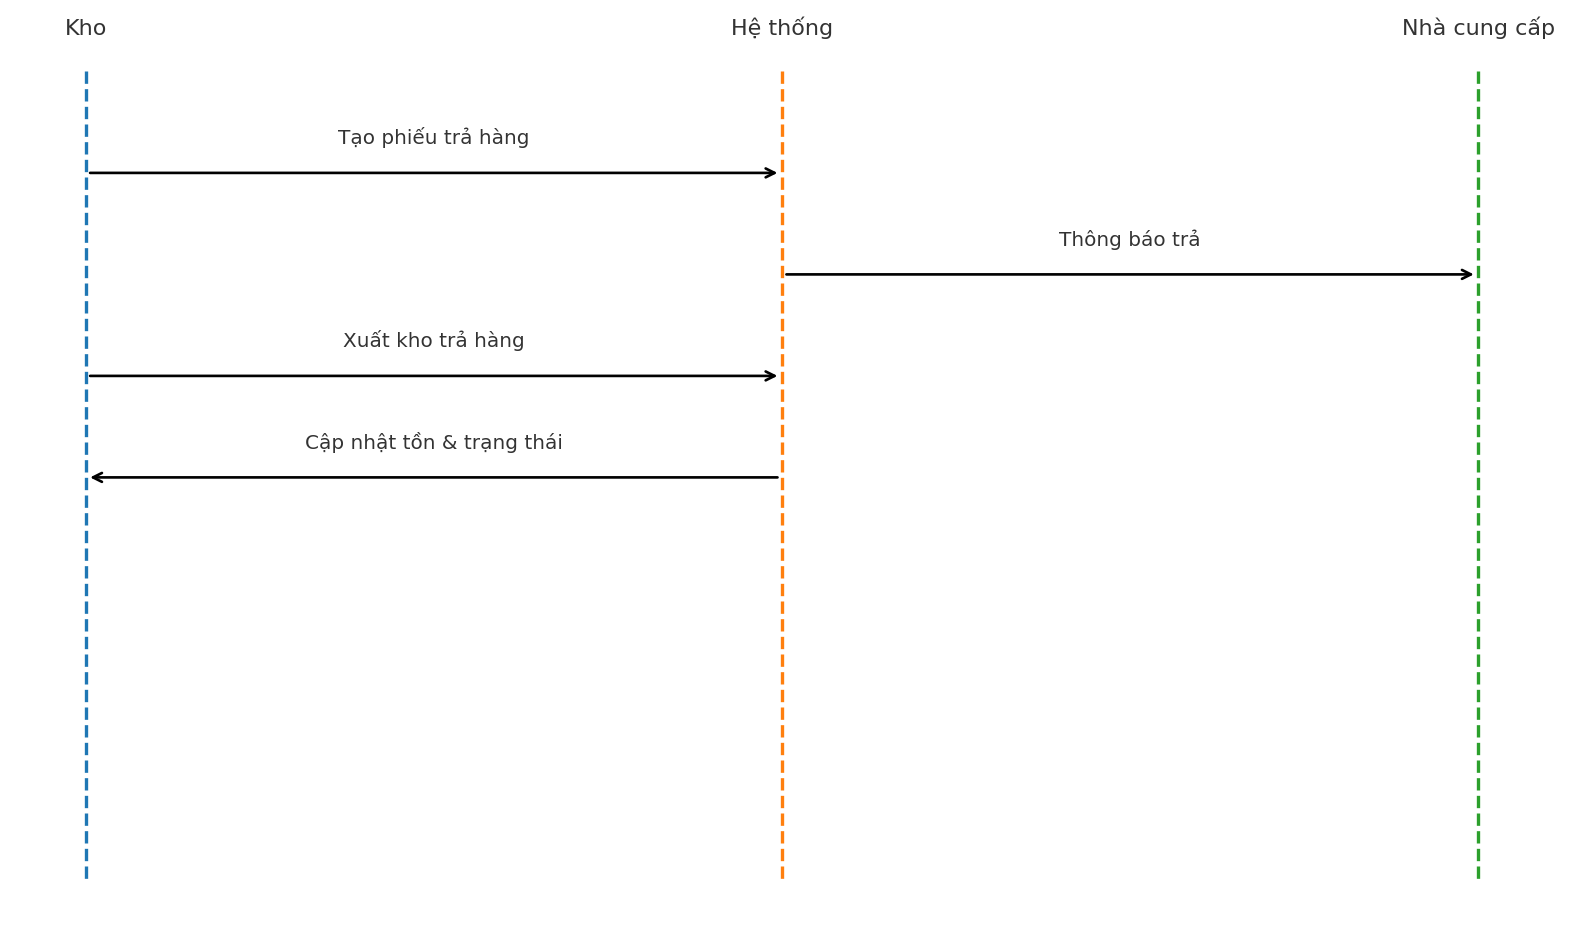 Kho
Hệ thống
Nhà cung cấp
Tạo phiếu trả hàng
Thông báo trả
Xuất kho trả hàng
Cập nhật tồn & trạng thái